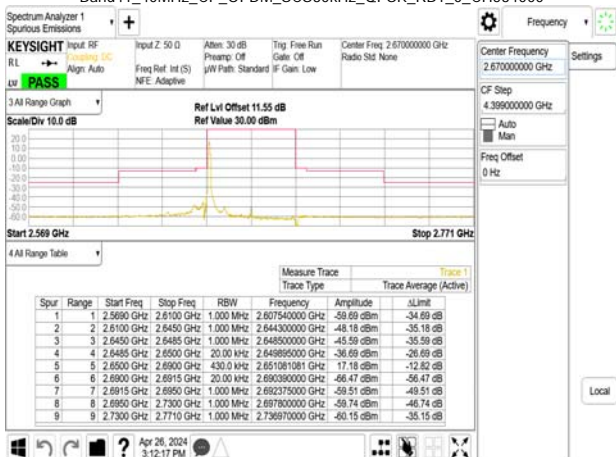 Spectrum Analyzer 1
Spurious Emissions
Frequency
KEYSIGHT Input: RF Input Z: 50 Ω Atten: 30 dB Trig: Free Run Center Freq: 2.670000000 GHz
RL Coupling: DC Preamp: Off Gate: Off Radio Std: None
Align: Auto Freq Ref: Int (S) µW Path: Standard IF Gain: Low
PASS NFE: Adaptive
Center Frequency
2.670000000 GHz
Settings
CF Step
4.399000000 GHz
Auto
Man
Freq Offset
0 Hz
3 All Range Graph
Ref Lvl Offset 11.55 dB
Scale/Div 10.0 dB Ref Value 30.00 dBm
20.0
10.0
0.00
-10.0
-20.0
-30.0
-40.0
-50.0
-60.0
Start 2.569 GHz Stop 2.771 GHz
4 All Range Table
Measure Trace Trace 1
Trace Type Trace Average (Active)
Spur Range Start Freq Stop Freq RBW Frequency Amplitude ΔLimit
1 1 2.5690 GHz 2.6100 GHz 1.000 MHz 2.607540000 GHz -59.69 dBm -34.69 dB
2 2 2.6100 GHz 2.6450 GHz 1.000 MHz 2.644300000 GHz -48.18 dBm -35.18 dB
3 3 2.6450 GHz 2.6485 GHz 1.000 MHz 2.648500000 GHz -45.59 dBm -35.59 dB
4 4 2.6485 GHz 2.6500 GHz 20.00 kHz 2.649895000 GHz -36.69 dBm -26.69 dB
5 5 2.6500 GHz 2.6900 GHz 430.0 kHz 2.651081081 GHz 17.18 dBm -12.82 dB
6 6 2.6900 GHz 2.6915 GHz 20.00 kHz 2.690390000 GHz -66.47 dBm -56.47 dB
7 7 2.6915 GHz 2.6950 GHz 1.000 MHz 2.692375000 GHz -59.51 dBm -49.51 dB
8 8 2.6950 GHz 2.7300 GHz 1.000 MHz 2.697800000 GHz -59.74 dBm -46.74 dB
9 9 2.7300 GHz 2.7710 GHz 1.000 MHz 2.736970000 GHz -60.15 dBm -35.15 dB
Local
Apr 26, 2024
3:12:17 PM